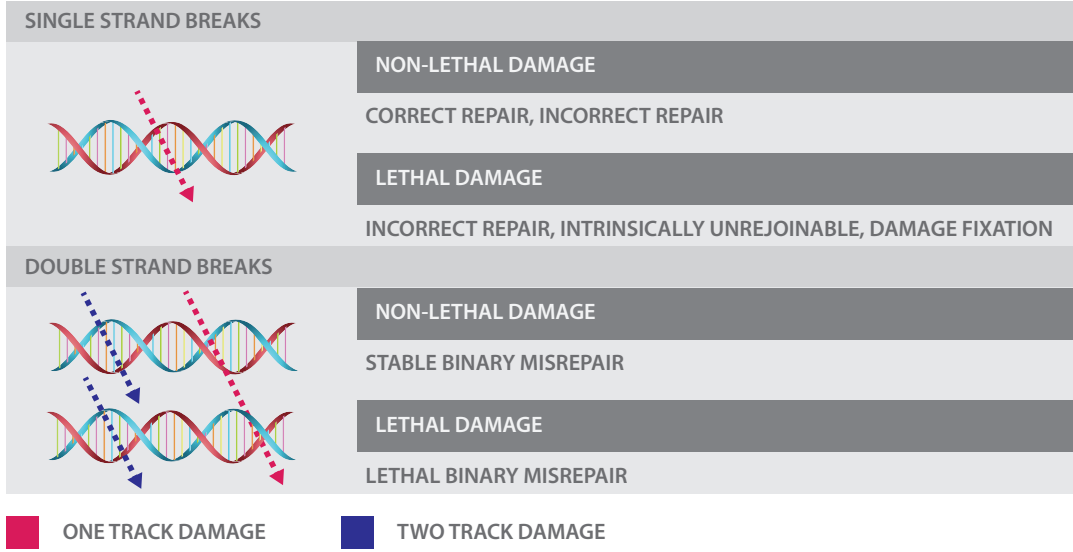 SINGLE STRAND BREAKS
NON-LETHAL DAMAGE
CORRECT REPAIR, INCORRECT REPAIR
LETHAL DAMAGE
INCORRECT REPAIR, INTRINSICALLY UNREJOINABLE, DAMAGE FIXATION
DOUBLE STRAND BREAKS
NON-LETHAL DAMAGE
STABLE BINARY MISREPAIR
LETHAL DAMAGE
LETHAL BINARY MISREPAIR
ONE TRACK DAMAGE
TWO TRACK DAMAGE